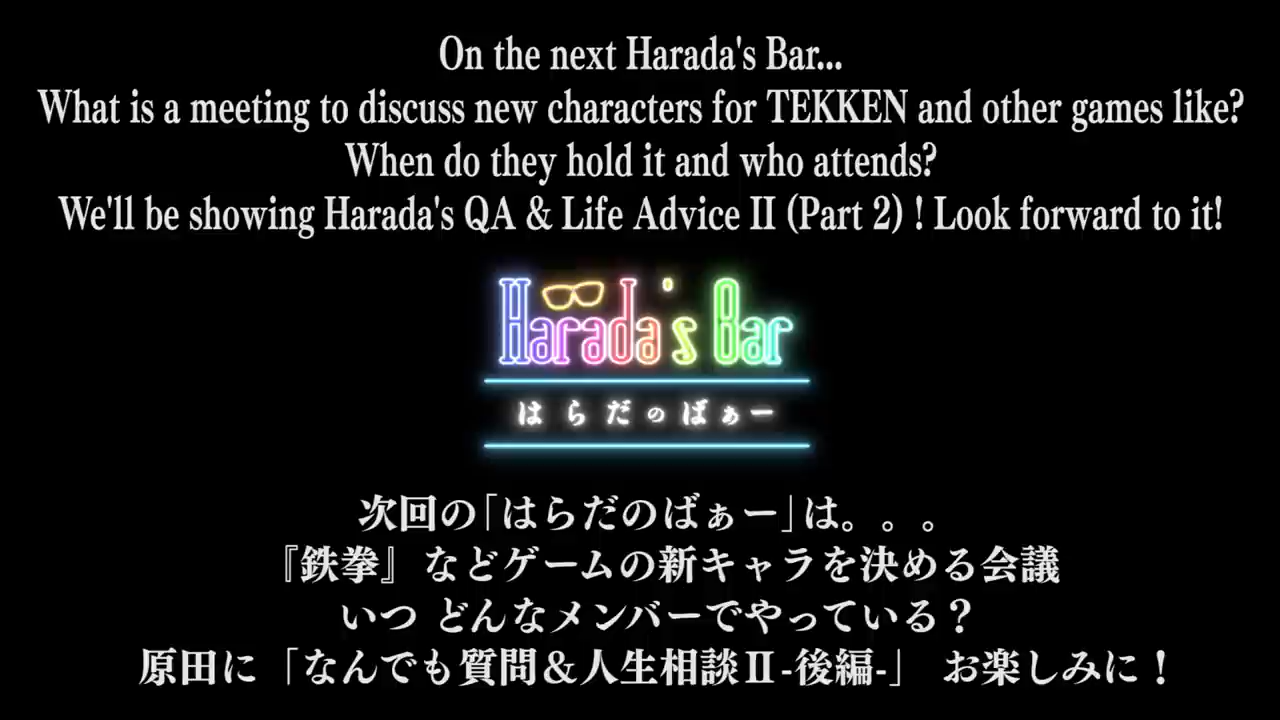 On the next Harada's Bar...
What is a meeting to discuss new characters for TEKKEN and other games like?
When do they hold it and who attends?
We'll be showing Harada's QA & Life Advice II (Part 2) ! Look forward to it!
Harada's Bar
はらだのばぁー
次回の「はらだのばぁー」は。。。
『鉄拳』などゲームの新キャラを決める会議
いつ どんなメンバーでやっている？
原田に「なんでも質問＆人生相談Ⅱ-後編-」 お楽しみに！